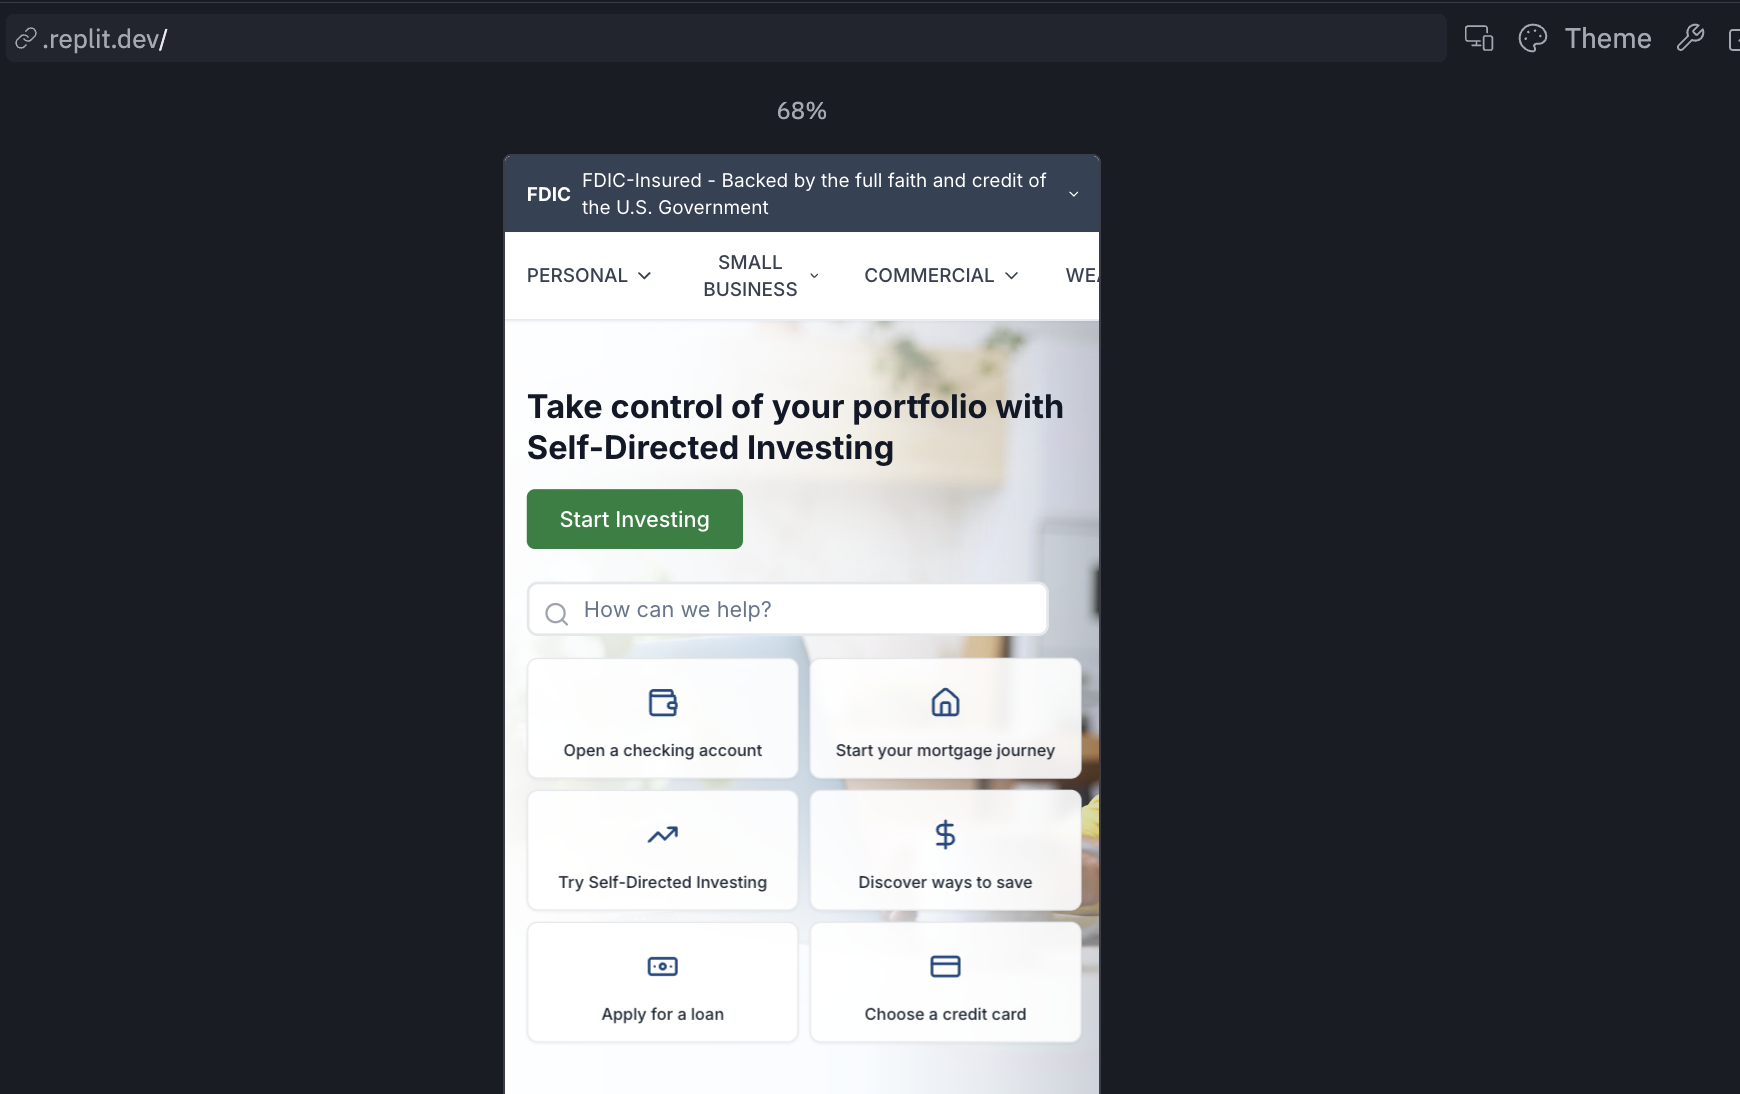 .replit.dev/
Theme
68%
FDIC
FDIC-Insured - Backed by the full faith and credit of
the U.S. Government
PERSONAL
SMALL
BUSINESS
COMMERCIAL
WEA
Take control of your portfolio with
Self-Directed Investing
Start Investing
How can we help?
Open a checking account
Start your mortgage journey
Try Self-Directed Investing
Discover ways to save
Apply for a loan
Choose a credit card